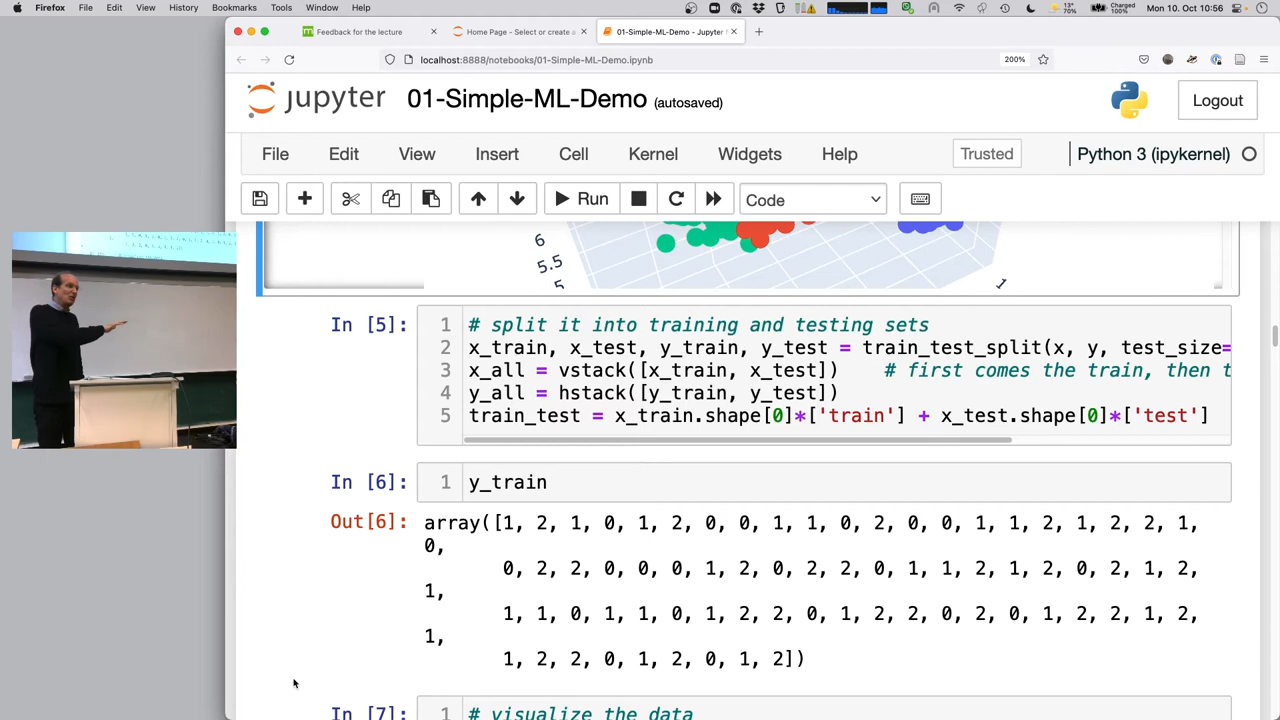 Firefox File Edit View History Bookmarks Tools Window Help
13° 70% Charged Mon 10. Oct 10:56
Feedback for the lecture × Home Page - Select or create a × 01-Simple-ML-Demo - Jupyter × +
localhost:8888/notebooks/01-Simple-ML-Demo.ipynb 200%
jupyter 01-Simple-ML-Demo (autosaved) Logout
File Edit View Insert Cell Kernel Widgets Help Trusted Python 3 (ipykernel)
Run Code
6
5.5
5
1
In [5]:
1 # split it into training and testing sets
2 x_train, x_test, y_train, y_test = train_test_split(x, y, test_size=
3 x_all = vstack([x_train, x_test]) # first comes the train, then t
4 y_all = hstack([y_train, y_test])
5 train_test = x_train.shape[0]*['train'] + x_test.shape[0]*['test']
In [6]: 1 y_train
Out[6]: array([1, 2, 1, 0, 1, 2, 0, 0, 1, 1, 0, 2, 0, 0, 1, 1, 2, 1, 2, 2, 1,
0,
0, 2, 2, 0, 0, 0, 1, 2, 0, 2, 2, 0, 1, 1, 2, 1, 2, 0, 2, 1, 2,
1,
1, 1, 0, 1, 1, 0, 1, 2, 2, 0, 1, 2, 2, 0, 2, 0, 1, 2, 2, 1, 2,
1,
1, 2, 2, 0, 1, 2, 0, 1, 2])
In [7]: 1 # visualize the data